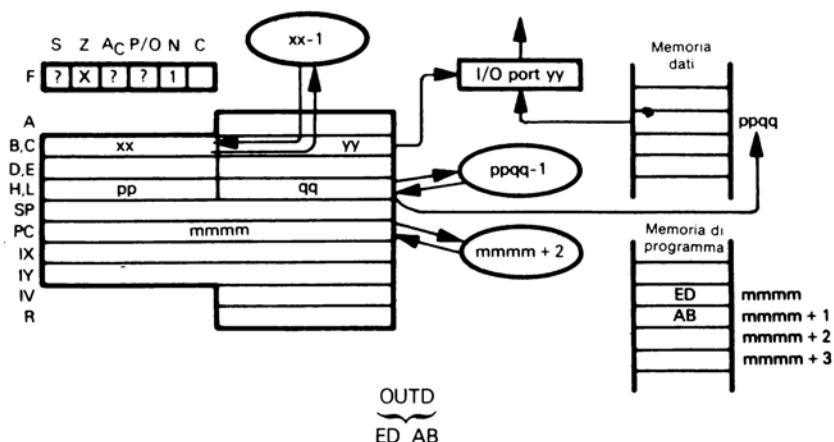 S Z AC P/O N C
F ? X ? ? 1
xx-1
I/O port yy
Memoria
dati
ppqq
A
B,C xx yy
D,E
H,L pp qq
ppqq-1
SP
PC mmmm
mmmm + 2
IX
IY
IV
R
Memoria di
programma
ED mmmm
AB mmmm + 1
mmmm + 2
mmmm + 3
OUTD
ED AB